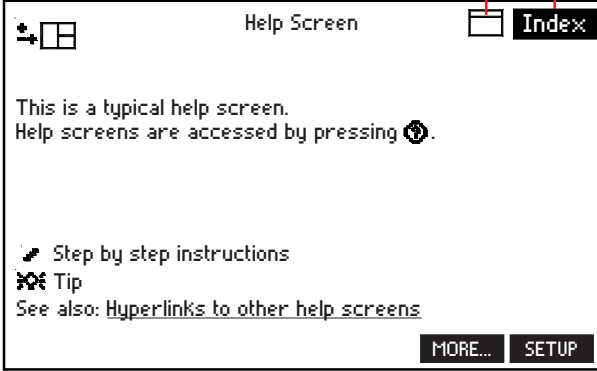 Help Screen
Index
This is a typical help screen.
Help screens are accessed by pressing ?.
Step by step instructions
Tip
See also: Hyperlinks to other help screens
MORE... SETUP